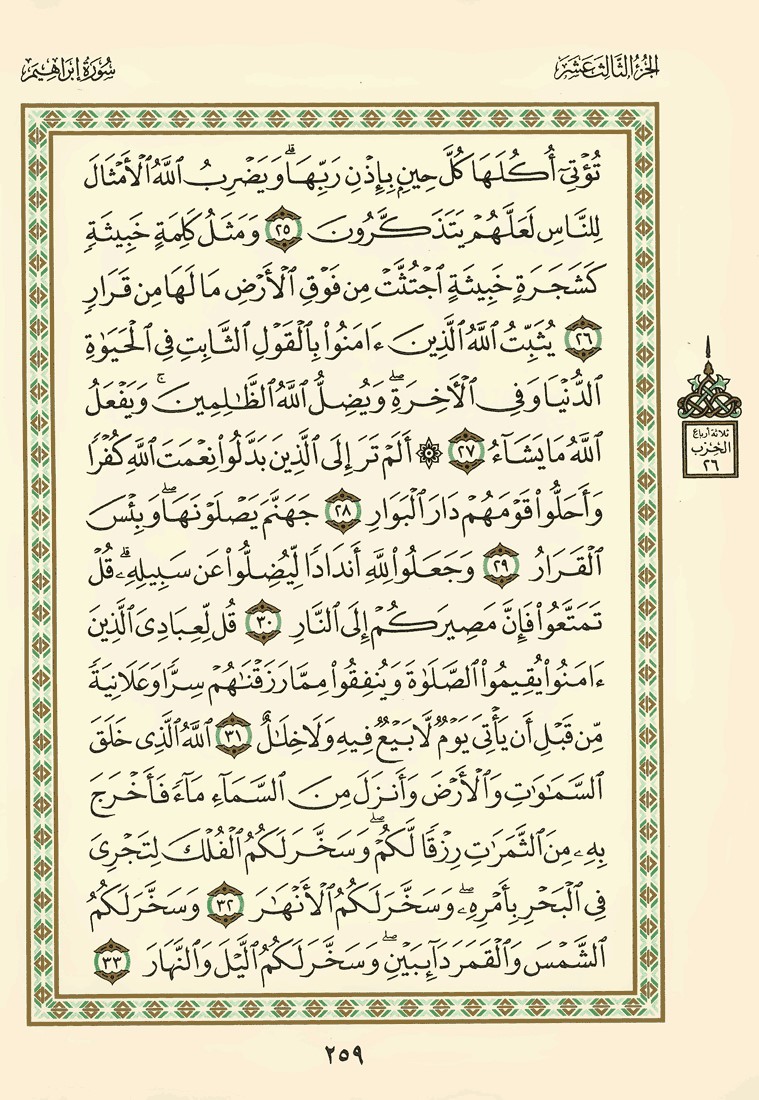 الجزء الثالث عشر
سورة إبراهيم
تُؤْتِىٓ أُكُلَهَا كُلَّ حِينٍۭ بِإِذْنِ رَبِّهَا ۗ وَيَضْرِبُ ٱللَّهُ ٱلْأَمْثَالَ
لِلنَّاسِ لَعَلَّهُمْ يَتَذَكَّرُونَ ٢٥ وَمَثَلُ كَلِمَةٍ خَبِيثَةٍ
كَشَجَرَةٍ خَبِيثَةٍ ٱجْتُثَّتْ مِن فَوْقِ ٱلْأَرْضِ مَا لَهَا مِن قَرَارٍ
٢٦ يُثَبِّتُ ٱللَّهُ ٱلَّذِينَ ءَامَنُوا۟ بِٱلْقَوْلِ ٱلثَّابِتِ فِى ٱلْحَيَوٰةِ
ٱلدُّنْيَا وَفِى ٱلْـَٔاخِرَةِ ۖ وَيُضِلُّ ٱللَّهُ ٱلظَّـٰلِمِينَ ۚ وَيَفْعَلُ
ٱللَّهُ مَا يَشَآءُ ٢٧ ۞ أَلَمْ تَرَ إِلَى ٱلَّذِينَ بَدَّلُوا۟ نِعْمَتَ ٱللَّهِ كُفْرًا
وَأَحَلُّوا۟ قَوْمَهُمْ دَارَ ٱلْبَوَارِ ٢٨ جَهَنَّمَ يَصْلَوْنَهَا ۖ وَبِئْسَ
ٱلْقَرَارُ ٢٩ وَجَعَلُوا۟ لِلَّهِ أَندَادًا لِّيُضِلُّوا۟ عَن سَبِيلِهِۦ ۗ قُلْ
تَمَتَّعُوا۟ فَإِنَّ مَصِيرَكُمْ إِلَى ٱلنَّارِ ٣٠ قُل لِّعِبَادِىَ ٱلَّذِينَ
ءَامَنُوا۟ يُقِيمُوا۟ ٱلصَّلَوٰةَ وَيُنفِقُوا۟ مِمَّا رَزَقْنَـٰهُمْ سِرًّا وَعَلَانِيَةً
مِّن قَبْلِ أَن يَأْتِىَ يَوْمٌ لَّا بَيْعٌ فِيهِ وَلَا خِلَـٰلٌ ٣١ ٱللَّهُ ٱلَّذِى خَلَقَ
ٱلسَّمَـٰوَٰتِ وَٱلْأَرْضَ وَأَنزَلَ مِنَ ٱلسَّمَآءِ مَآءً فَأَخْرَجَ
بِهِۦ مِنَ ٱلثَّمَرَٰتِ رِزْقًا لَّكُمْ ۖ وَسَخَّرَ لَكُمُ ٱلْفُلْكَ لِتَجْرِىَ
فِى ٱلْبَحْرِ بِأَمْرِهِۦ ۖ وَسَخَّرَ لَكُمُ ٱلْأَنْهَـٰرَ ٣٢ وَسَخَّرَ لَكُمُ
ٱلشَّمْسَ وَٱلْقَمَرَ دَآئِبَيْنِ ۖ وَسَخَّرَ لَكُمُ ٱلَّيْلَ وَٱلنَّهَارَ ٣٣
ثلاثة أرباع
الحزب
٢٦
٢٥٩